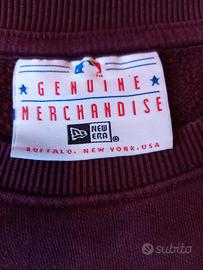 GENUINE
MERCHANDISE
NEW
ERA®
BUFFALO, NEW YORK, USA
subito